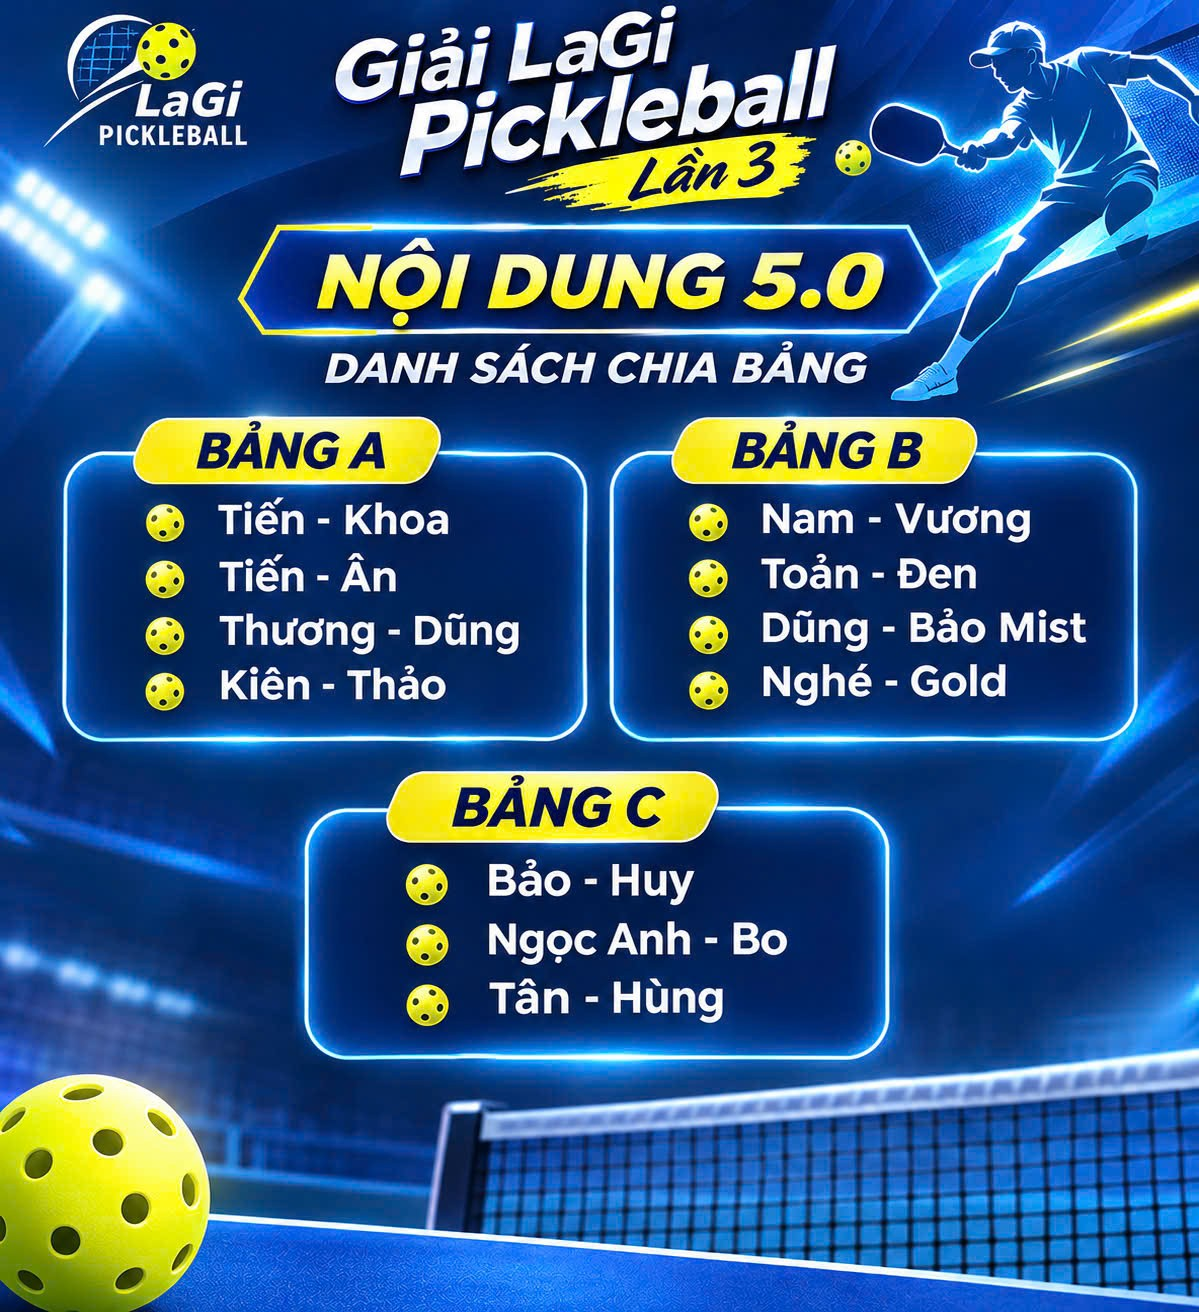 LaGi
PICKLEBALL
Giải LaGi
Pickleball
Lần 3
NỘI DUNG 5.0
DANH SÁCH CHIA BẢNG
BẢNG A
Tiến - Khoa
Tiến - Ân
Thương - Dũng
Kiên - Thảo
BẢNG B
Nam - Vương
Toản - Đen
Dũng - Bảo Mist
Nghé - Gold
BẢNG C
Bảo - Huy
Ngọc Anh - Bo
Tân - Hùng